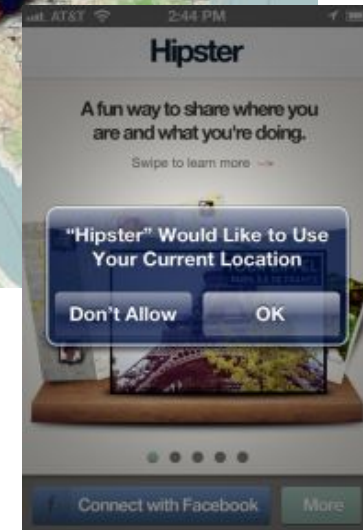 AT&T 2:44 PM
Hipster
A fun way to share where you
are and what you're doing.
Swipe to learn more
"Hipster" Would Like to Use
Your Current Location
Don't Allow
OK
Connect with Facebook
More